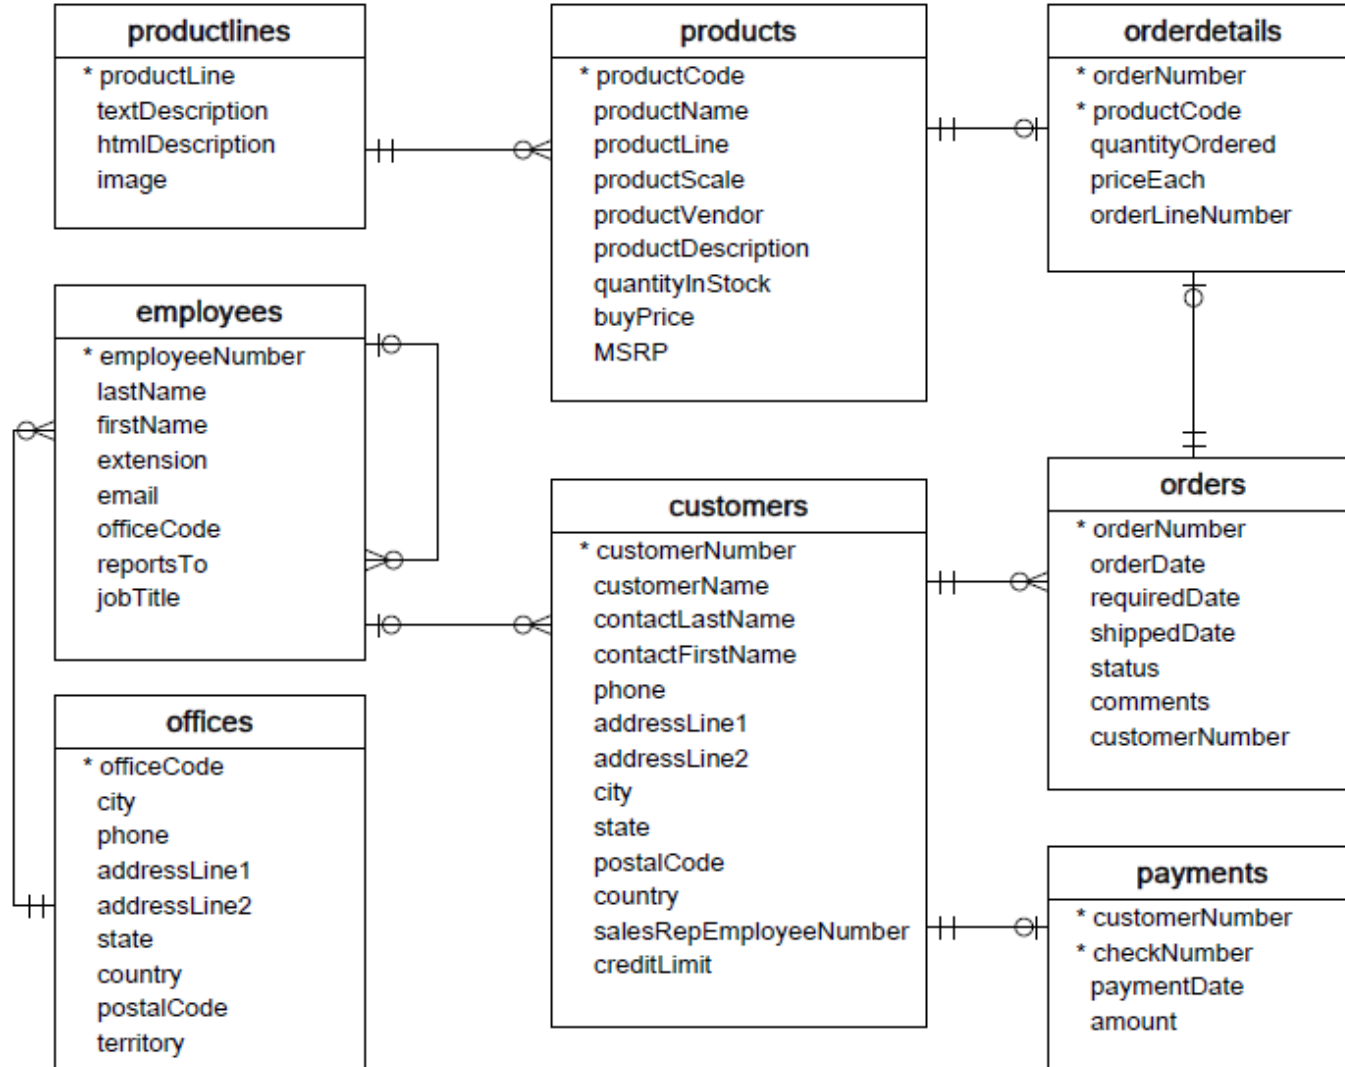 productlines
* productLine
textDescription
htmlDescription
image
products
* productCode
productName
productLine
productScale
productVendor
productDescription
quantityInStock
buyPrice
MSRP
orderdetails
* orderNumber
* productCode
quantityOrdered
priceEach
orderLineNumber
employees
* employeeNumber
lastName
firstName
extension
email
officeCode
reportsTo
jobTitle
customers
* customerNumber
customerName
contactLastName
contactFirstName
phone
addressLine1
addressLine2
city
state
postalCode
country
salesRepEmployeeNumber
creditLimit
orders
* orderNumber
orderDate
requiredDate
shippedDate
status
comments
customerNumber
offices
* officeCode
city
phone
addressLine1
addressLine2
state
country
postalCode
territory
payments
* customerNumber
* checkNumber
paymentDate
amount